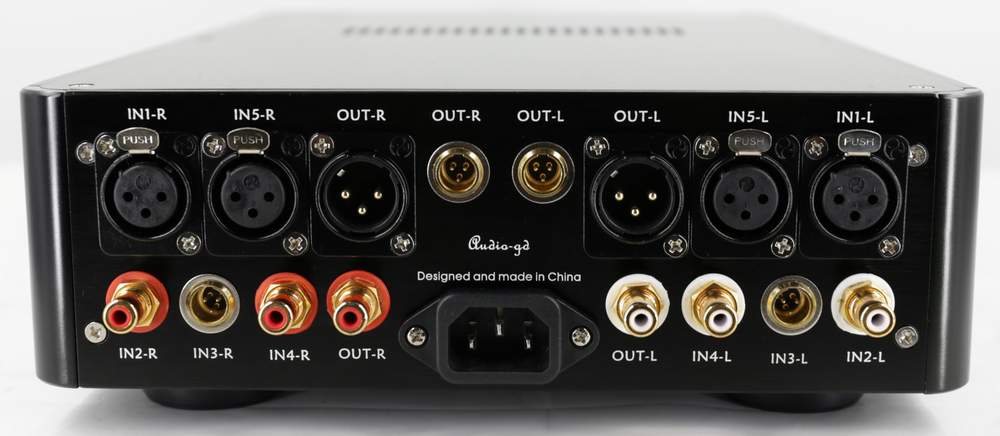 IN1-R IN5-R OUT-R OUT-R OUT-L OUT-L IN5-L IN1-L
PUSH PUSH PUSH PUSH
Audio-gd
Designed and made in China
IN2-R IN3-R IN4-R OUT-R OUT-L IN4-L IN3-L IN2-L